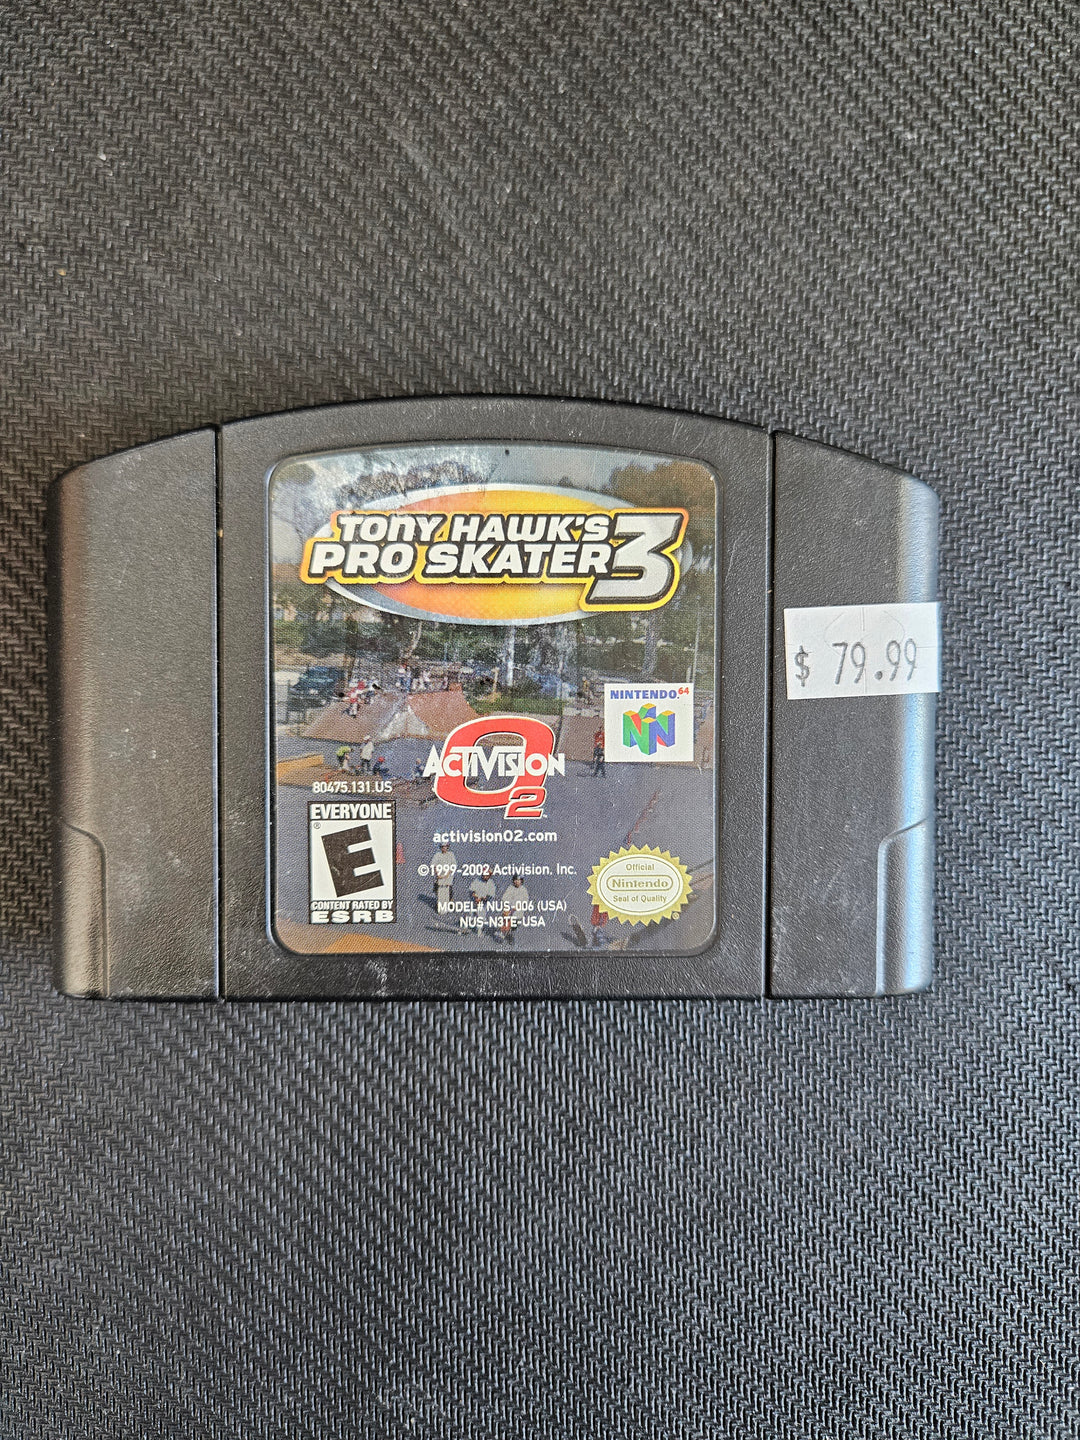 TONY HAWK'S
PRO SKATER 3
$ 79.99
NINTENDO 64
ACTIVISION
O2
80475.131.US
EVERYONE
E
CONTENT RATED BY
ESRB
activisionO2.com
©1999-2002 Activision, Inc.
MODEL# NUS-006 (USA)
NUS-N3TE-USA
Official
Nintendo
Seal of Quality